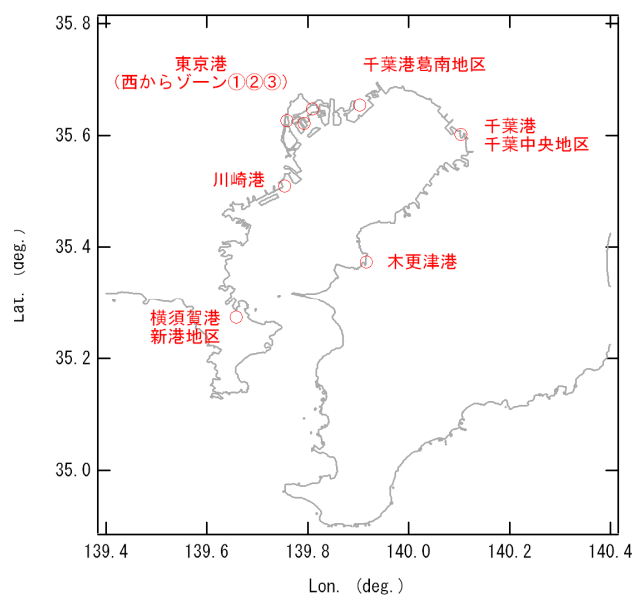 35.8
東京港
(西からゾーン①②③)
千葉港葛南地区
35.6
千葉港
千葉中央地区
川崎港
35.4
木更津港
Lat. (deg.)
横須賀港
新港地区
35.2
35.0
139.4
139.6
139.8
140.0
140.2
140.4
Lon. (deg.)